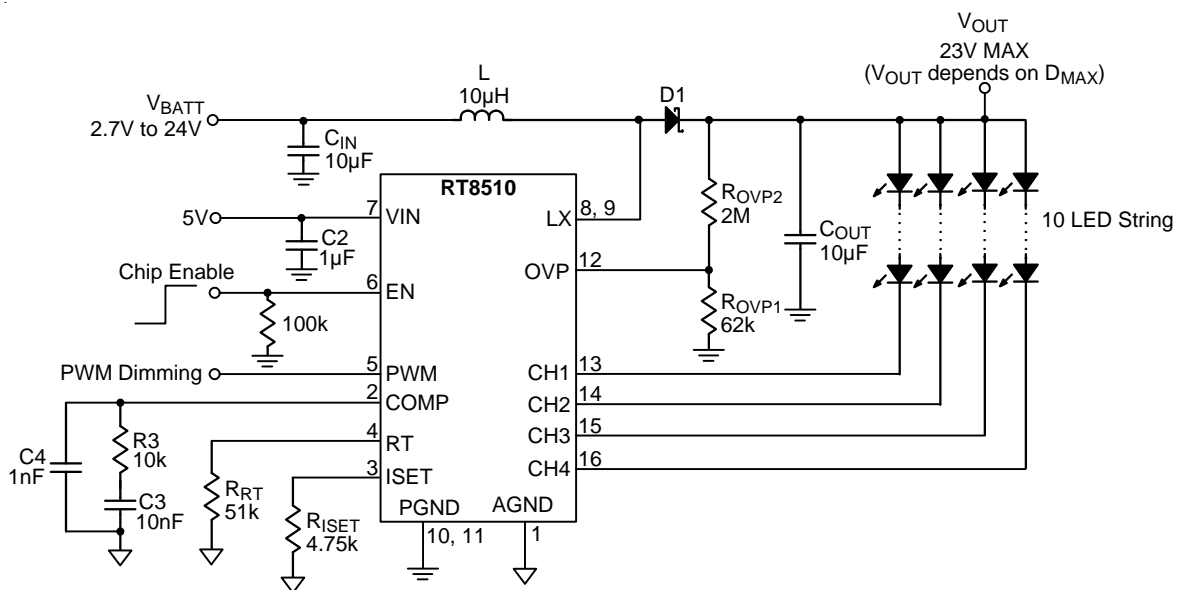 VOUT
23V MAX
(VOUT depends on DMAX)
L
10µH
D1
VBATT
2.7V to 24V
CIN
10µF
RT8510
7
VIN
5V
C2
1µF
Chip Enable
6
EN
100k
PWM Dimming
5
PWM
2
COMP
4
RT
3
ISET
C4
1nF
R3
10k
C3
10nF
RRT
51k
RISET
4.75k
PGND
10, 11
AGND
1
LX
8, 9
OVP
12
ROVP2
2M
ROVP1
62k
COUT
10µF
10 LED String
CH1
13
CH2
14
CH3
15
CH4
16